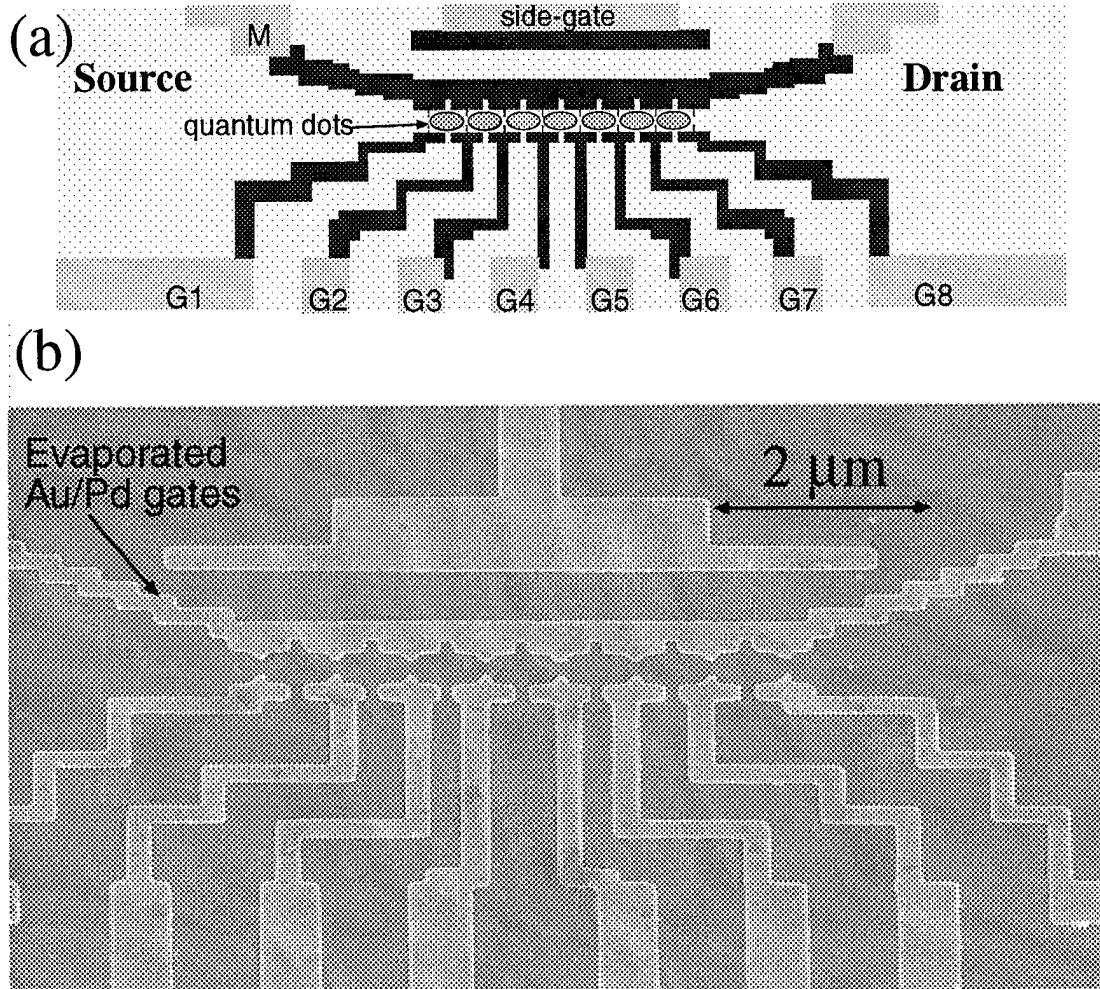 (a)
side-gate
M
Source
Drain
quantum dots
G1 G2 G3 G4 G5 G6 G7 G8
(b)
Evaporated
Au/Pd gates
2 μm